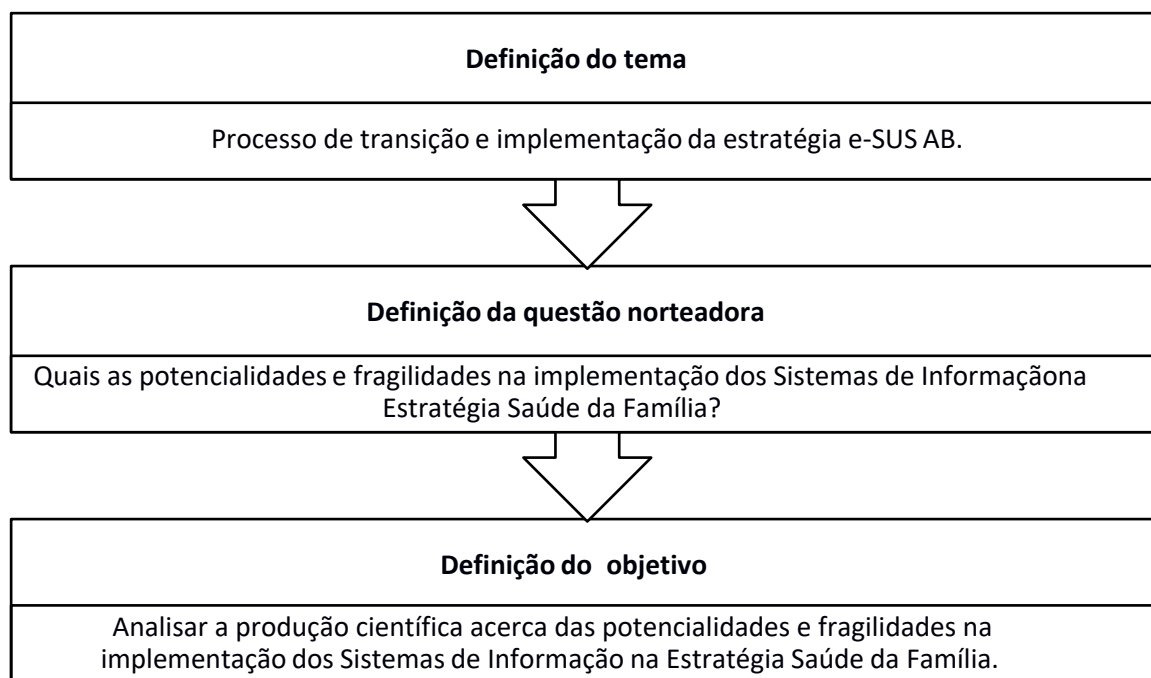 Definição do tema
Processo de transição e implementação da estratégia e-SUS AB.
Definição da questão norteadora
Quais as potencialidades e fragilidades na implementação dos Sistemas de Informaçãona
Estratégia Saúde da Família?
Definição do objetivo
Analisar a produção científica acerca das potencialidades e fragilidades na
implementação dos Sistemas de Informação na Estratégia Saúde da Família.